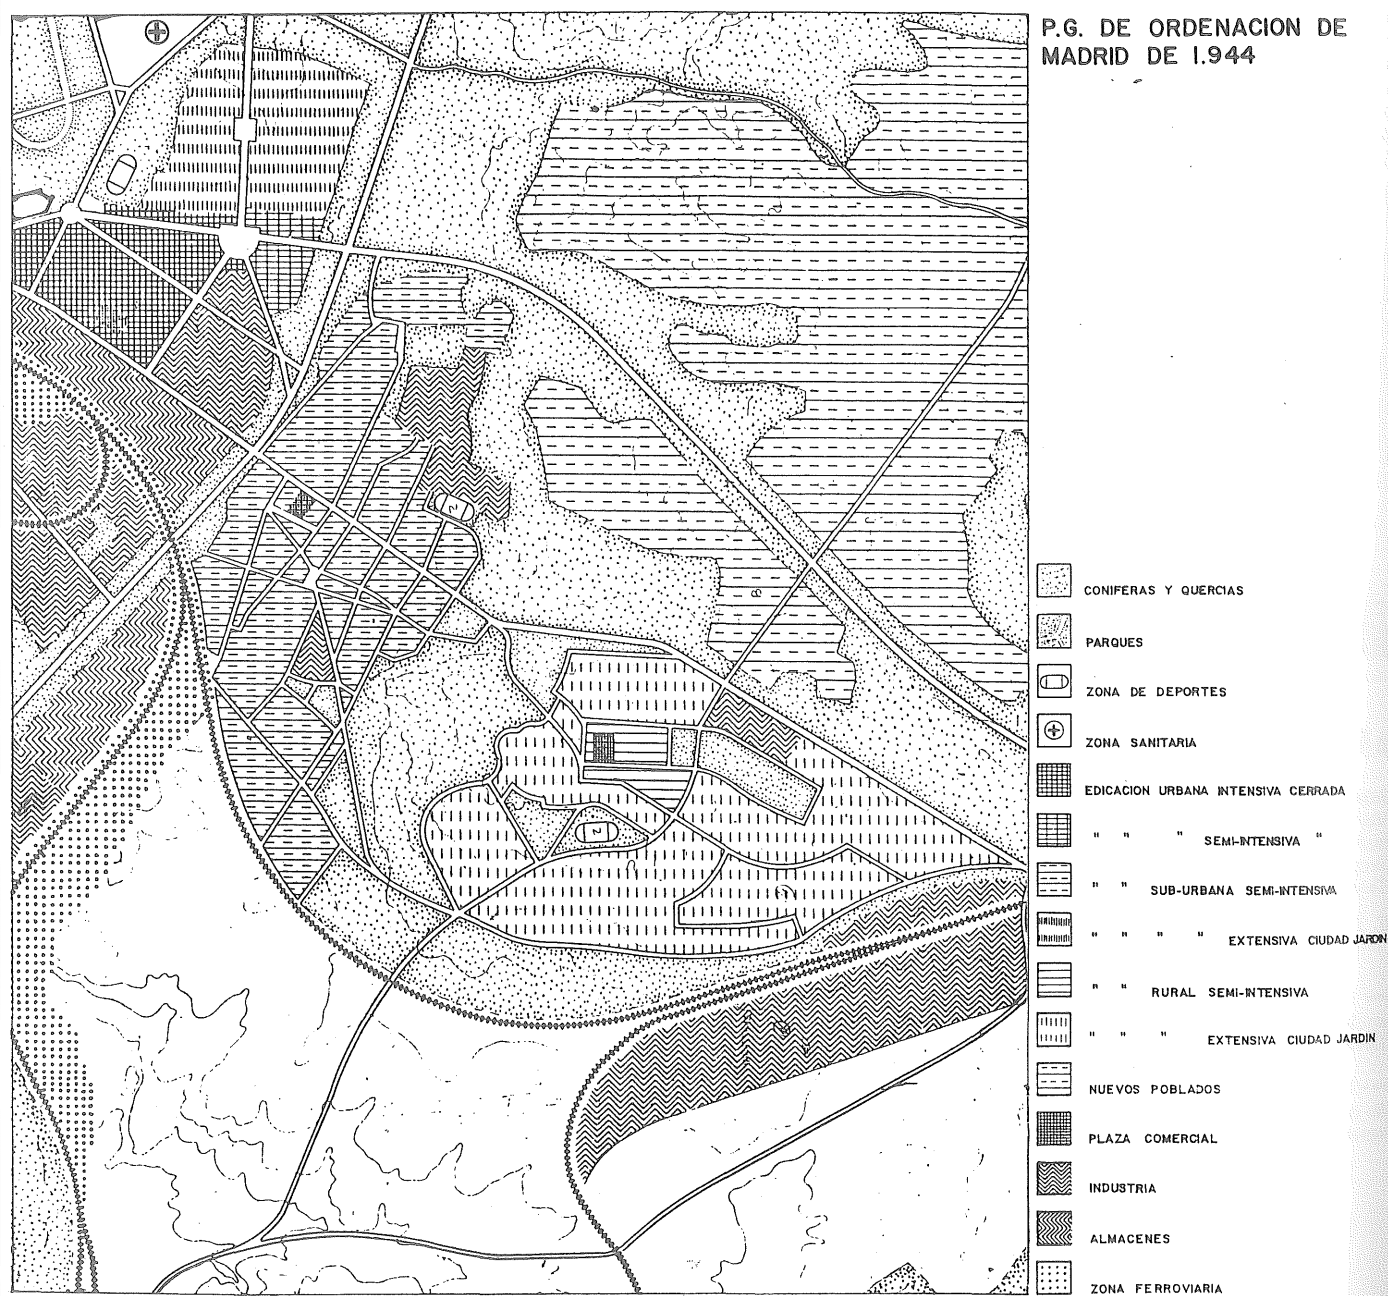 P.G. DE ORDENACION DE
MADRID DE 1.944
CONIFERAS Y QUERCIAS
PARQUES
ZONA DE DEPORTES
ZONA SANITARIA
EDICACION URBANA INTENSIVA CERRADA
" " " SEMI-INTENSIVA "
" " SUB-URBANA SEMI-INTENSIVA
" " " " EXTENSIVA CIUDAD JARDIN
" " RURAL SEMI-INTENSIVA
" " " EXTENSIVA CIUDAD JARDIN
NUEVOS POBLADOS
PLAZA COMERCIAL
INDUSTRIA
ALMACENES
ZONA FERROVIARIA